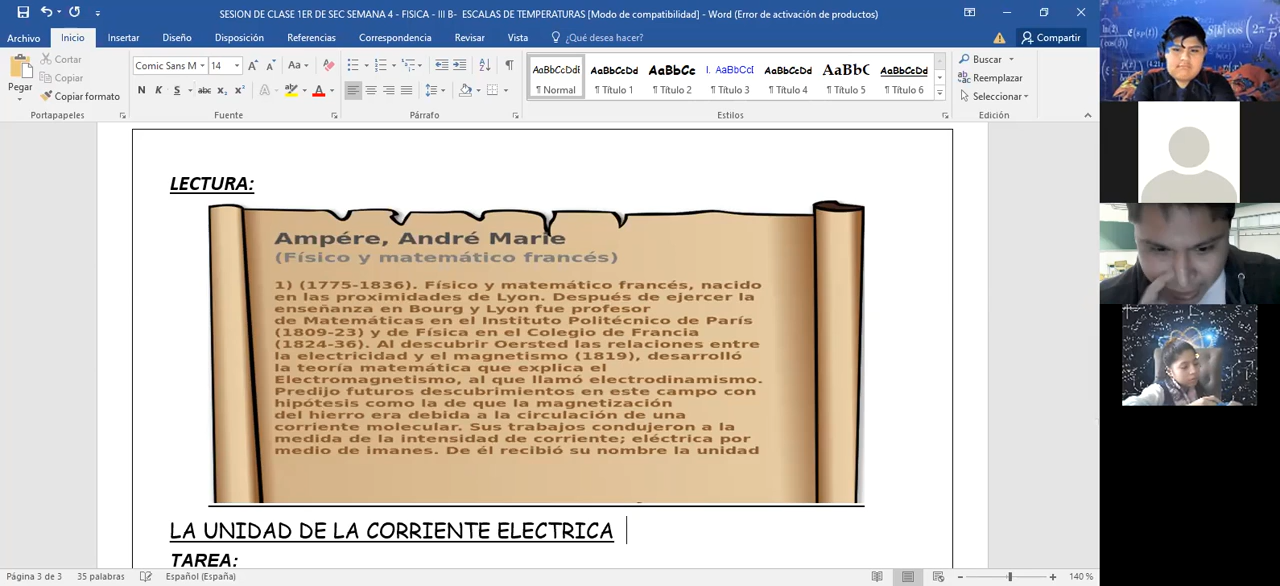 SESION DE CLASE 1ER DE SEC SEMANA 4 - FISICA - III B- ESCALAS DE TEMPERATURAS [Modo de compatibilidad] - Word (Error de activación de productos)
Archivo Inicio Insertar Diseño Disposición Referencias Correspondencia Revisar Vista ¿Qué desea hacer? Compartir
Pegar
Cortar
Copiar
Copiar formato
Portapapeles
Comic Sans M 14
N K S abc x₂ x²
Fuente
Párrafo
AaBbCcDdE AaBbCcDd AaBbCc I. AaBbCcI AaBbCcDd AaBbC AaBbCcDd
¶ Normal ¶ Título 1 ¶ Título 2 ¶ Título 3 ¶ Título 4 ¶ Título 5 ¶ Título 6
Estilos
Buscar
Reemplazar
Seleccionar
Edición
LECTURA:
Ampére, André Marie
(Físico y matemático francés)
1) (1775-1836). Físico y matemático francés, nacido
en las proximidades de Lyon. Después de ejercer la
enseñanza en Bourg y Lyon fue profesor
de Matemáticas en el Instituto Politécnico de París
(1809-23) y de Física en el Colegio de Francia
(1824-36). Al descubrir Oersted las relaciones entre
la electricidad y el magnetismo (1819), desarrolló
la teoría matemática que explica el
Electromagnetismo, al que llamó electrodinamismo.
Predijo futuros descubrimientos en este campo con
hipótesis como la de que la magnetización
del hierro era debida a la circulación de una
corriente molecular. Sus trabajos condujeron a la
medida de la intensidad de corriente; eléctrica por
medio de imanes. De él recibió su nombre la unidad
LA UNIDAD DE LA CORRIENTE ELECTRICA
TAREA:
Página 3 de 3 35 palabras Español (España) 140 %